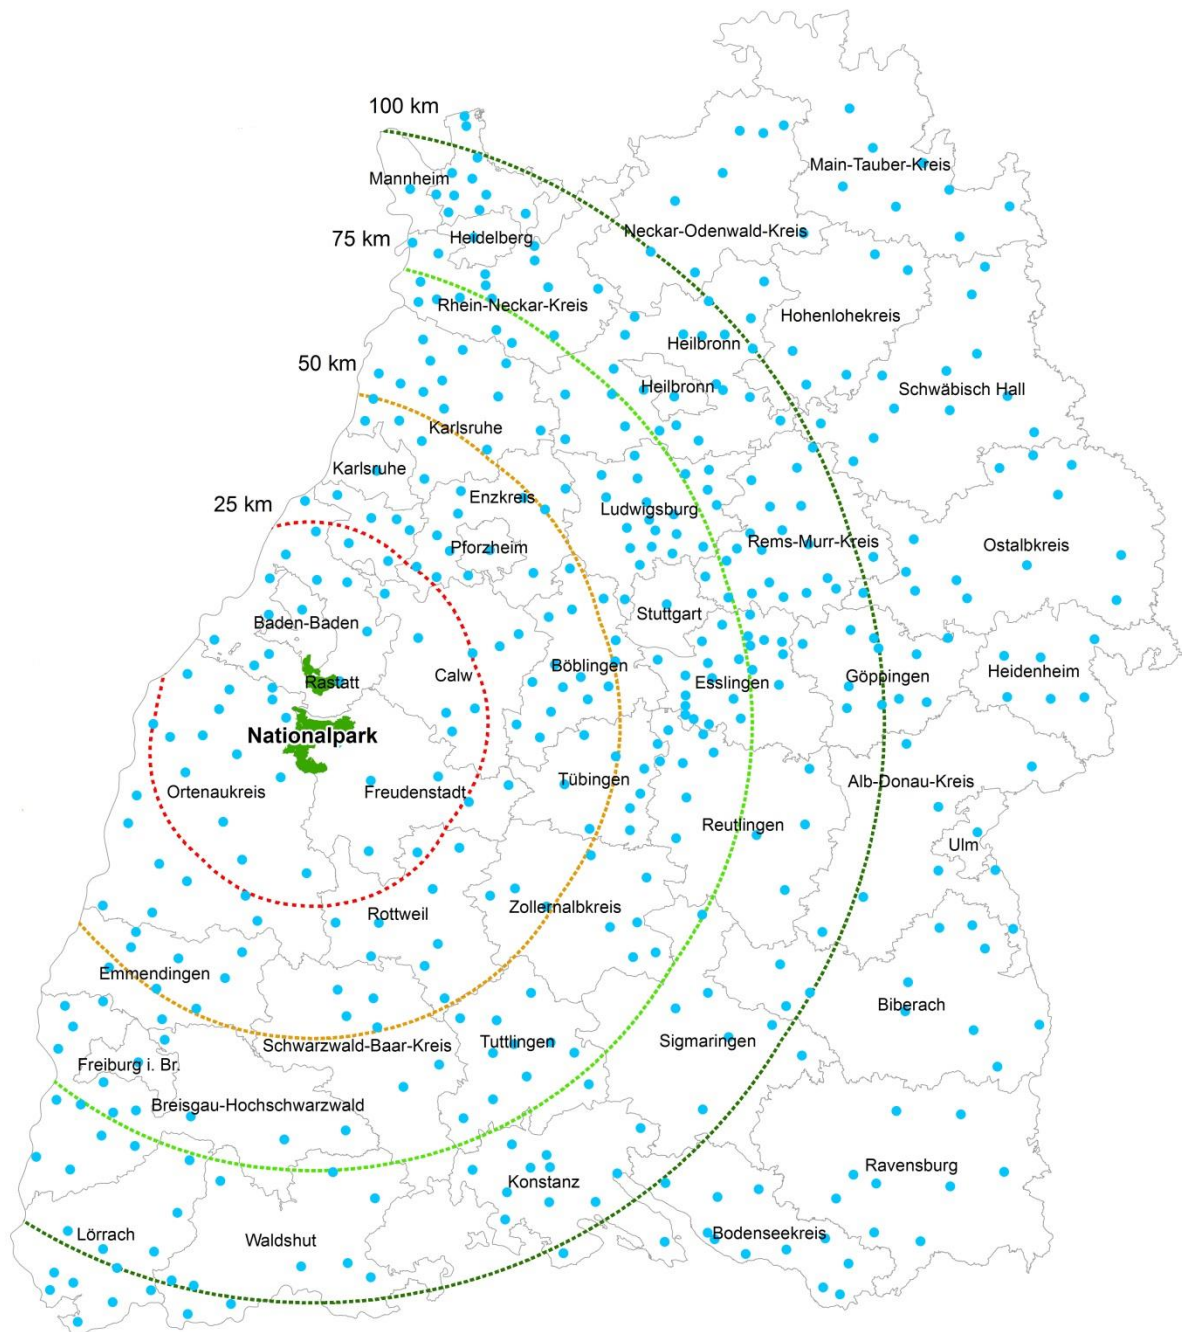 100 km
Main-Tauber-Kreis
Mannheim
75 km
Heidelberg
Neckar-Odenwald-Kreis
Rhein-Neckar-Kreis
Hohenlohekreis
50 km
Heilbronn
Heilbronn
Schwäbisch Hall
Karlsruhe
Karlsruhe
25 km
Enzkreis
Ludwigsburg
Pforzheim
Rems-Murr-Kreis
Ostalbkreis
Stuttgart
Baden-Baden
Böblingen
Calw
Rastatt
Esslingen
Göppingen
Heidenheim
Nationalpark
Tübingen
Alb-Donau-Kreis
Ortenaukreis
Freudenstadt
Reutlingen
Ulm
Zollernalbkreis
Rottweil
Emmendingen
Biberach
Schwarzwald-Baar-Kreis
Tuttlingen
Sigmaringen
Freiburg i. Br.
Breisgau-Hochschwarzwald
Ravensburg
Konstanz
Lörrach
Waldshut
Bodenseekreis